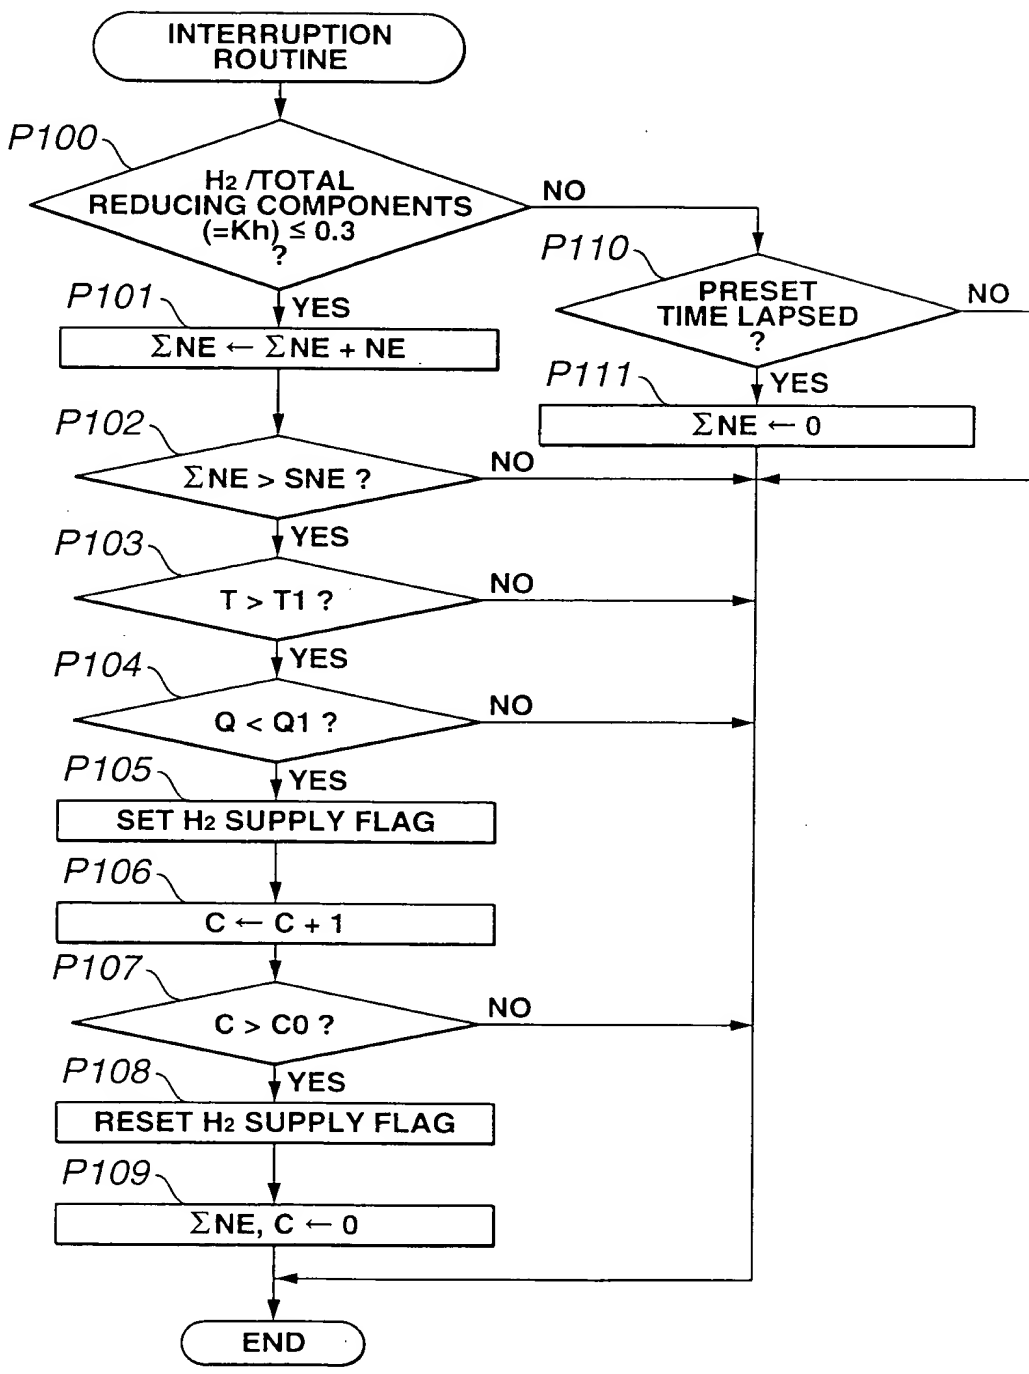 INTERRUPTION
ROUTINE
P100
H2 /TOTAL
REDUCING COMPONENTS
(=Kh) ≤ 0.3
?
NO
YES
P110
PRESET
TIME LAPSED
?
NO
YES
P101
ΣNE ← ΣNE + NE
P111
ΣNE ← 0
P102
ΣNE > SNE ?
NO
YES
P103
T > T1 ?
NO
YES
P104
Q < Q1 ?
NO
YES
P105
SET H2 SUPPLY FLAG
P106
C ← C + 1
P107
C > C0 ?
NO
YES
P108
RESET H2 SUPPLY FLAG
P109
ΣNE, C ← 0
END